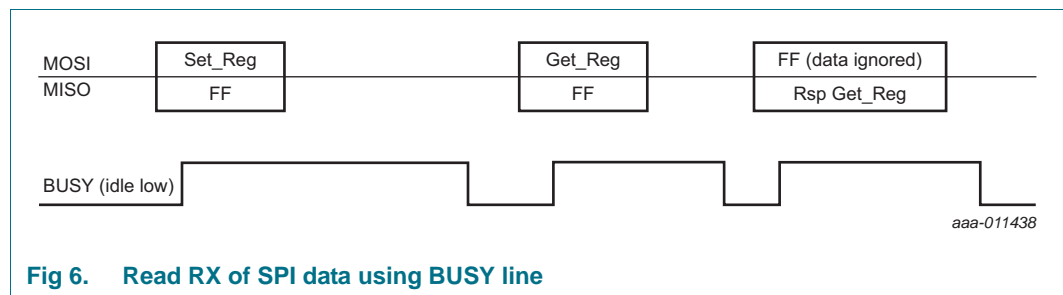 MOSI
Set_Reg
Get_Reg
FF (data ignored)
MISO
FF
FF
Rsp Get_Reg
BUSY (idle low)
aaa-011438
Fig 6. Read RX of SPI data using BUSY line